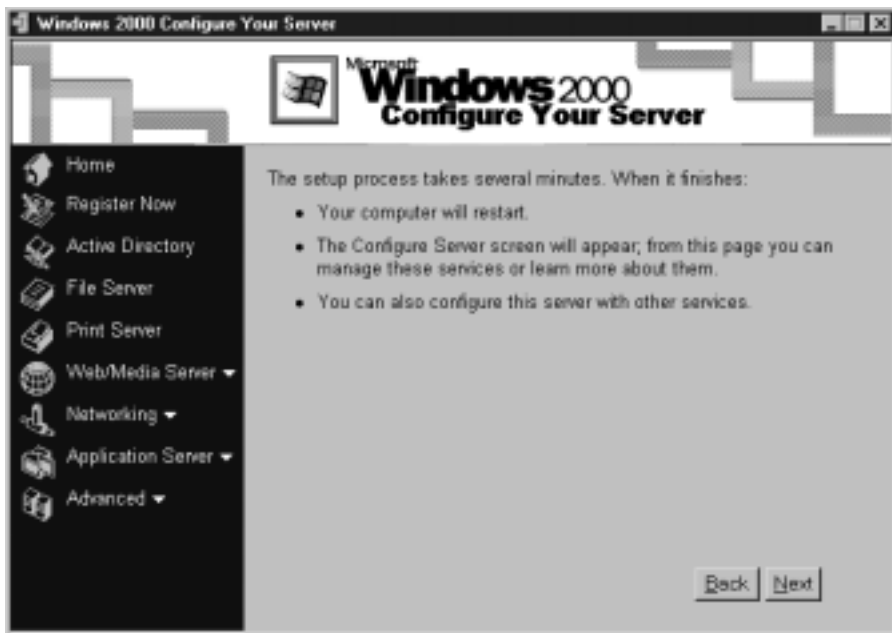 Windows 2000 Configure Your Server
Microsoft
Windows 2000
Configure Your Server
Home
Register Now
Active Directory
File Server
Print Server
Web/Media Server
Networking
Application Server
Advanced
The setup process takes several minutes. When it finishes:
• Your computer will restart.
• The Configure Server screen will appear; from this page you can
manage these services or learn more about them.
• You can also configure this server with other services.
Back Next